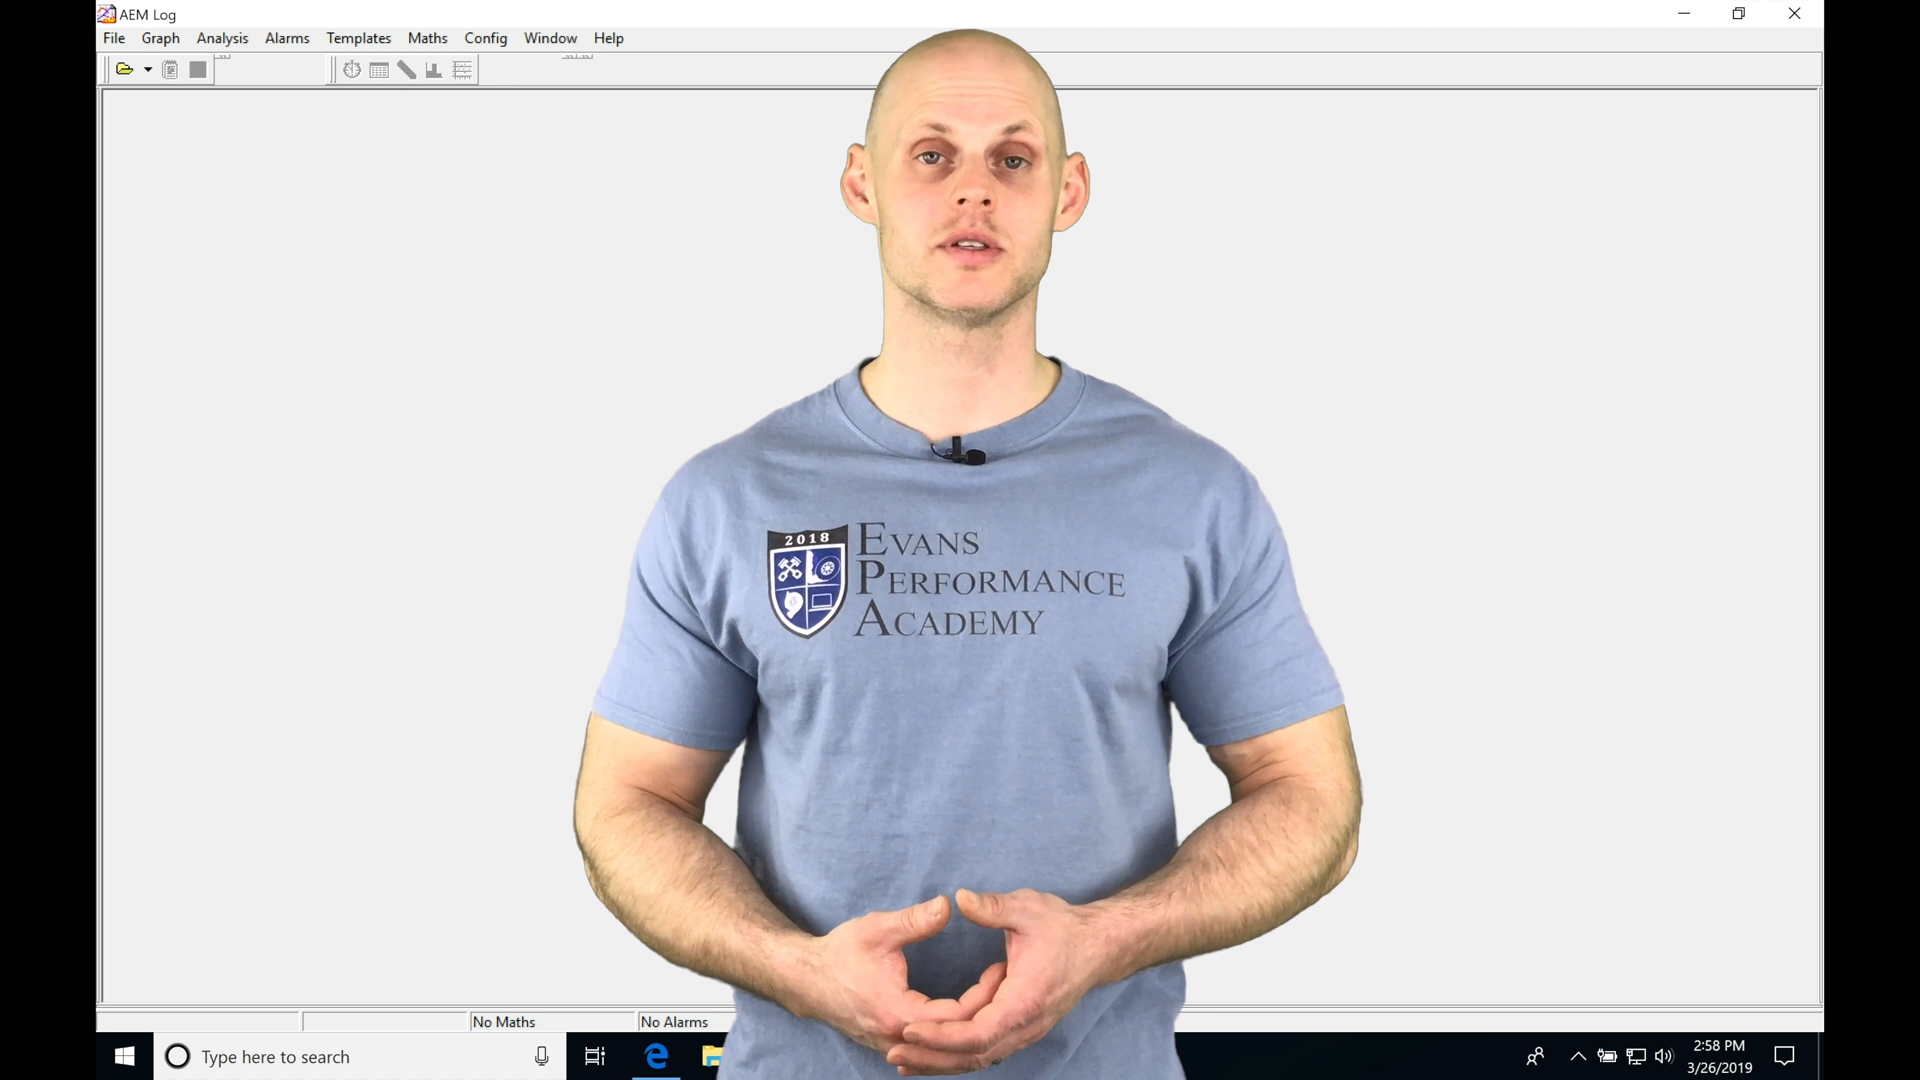 AEM Log
File Graph Analysis Alarms Templates Maths Config Window Help
2018
EVANS
PERFORMANCE
ACADEMY
No Maths No Alarms
Type here to search
2:58 PM
3/26/2019